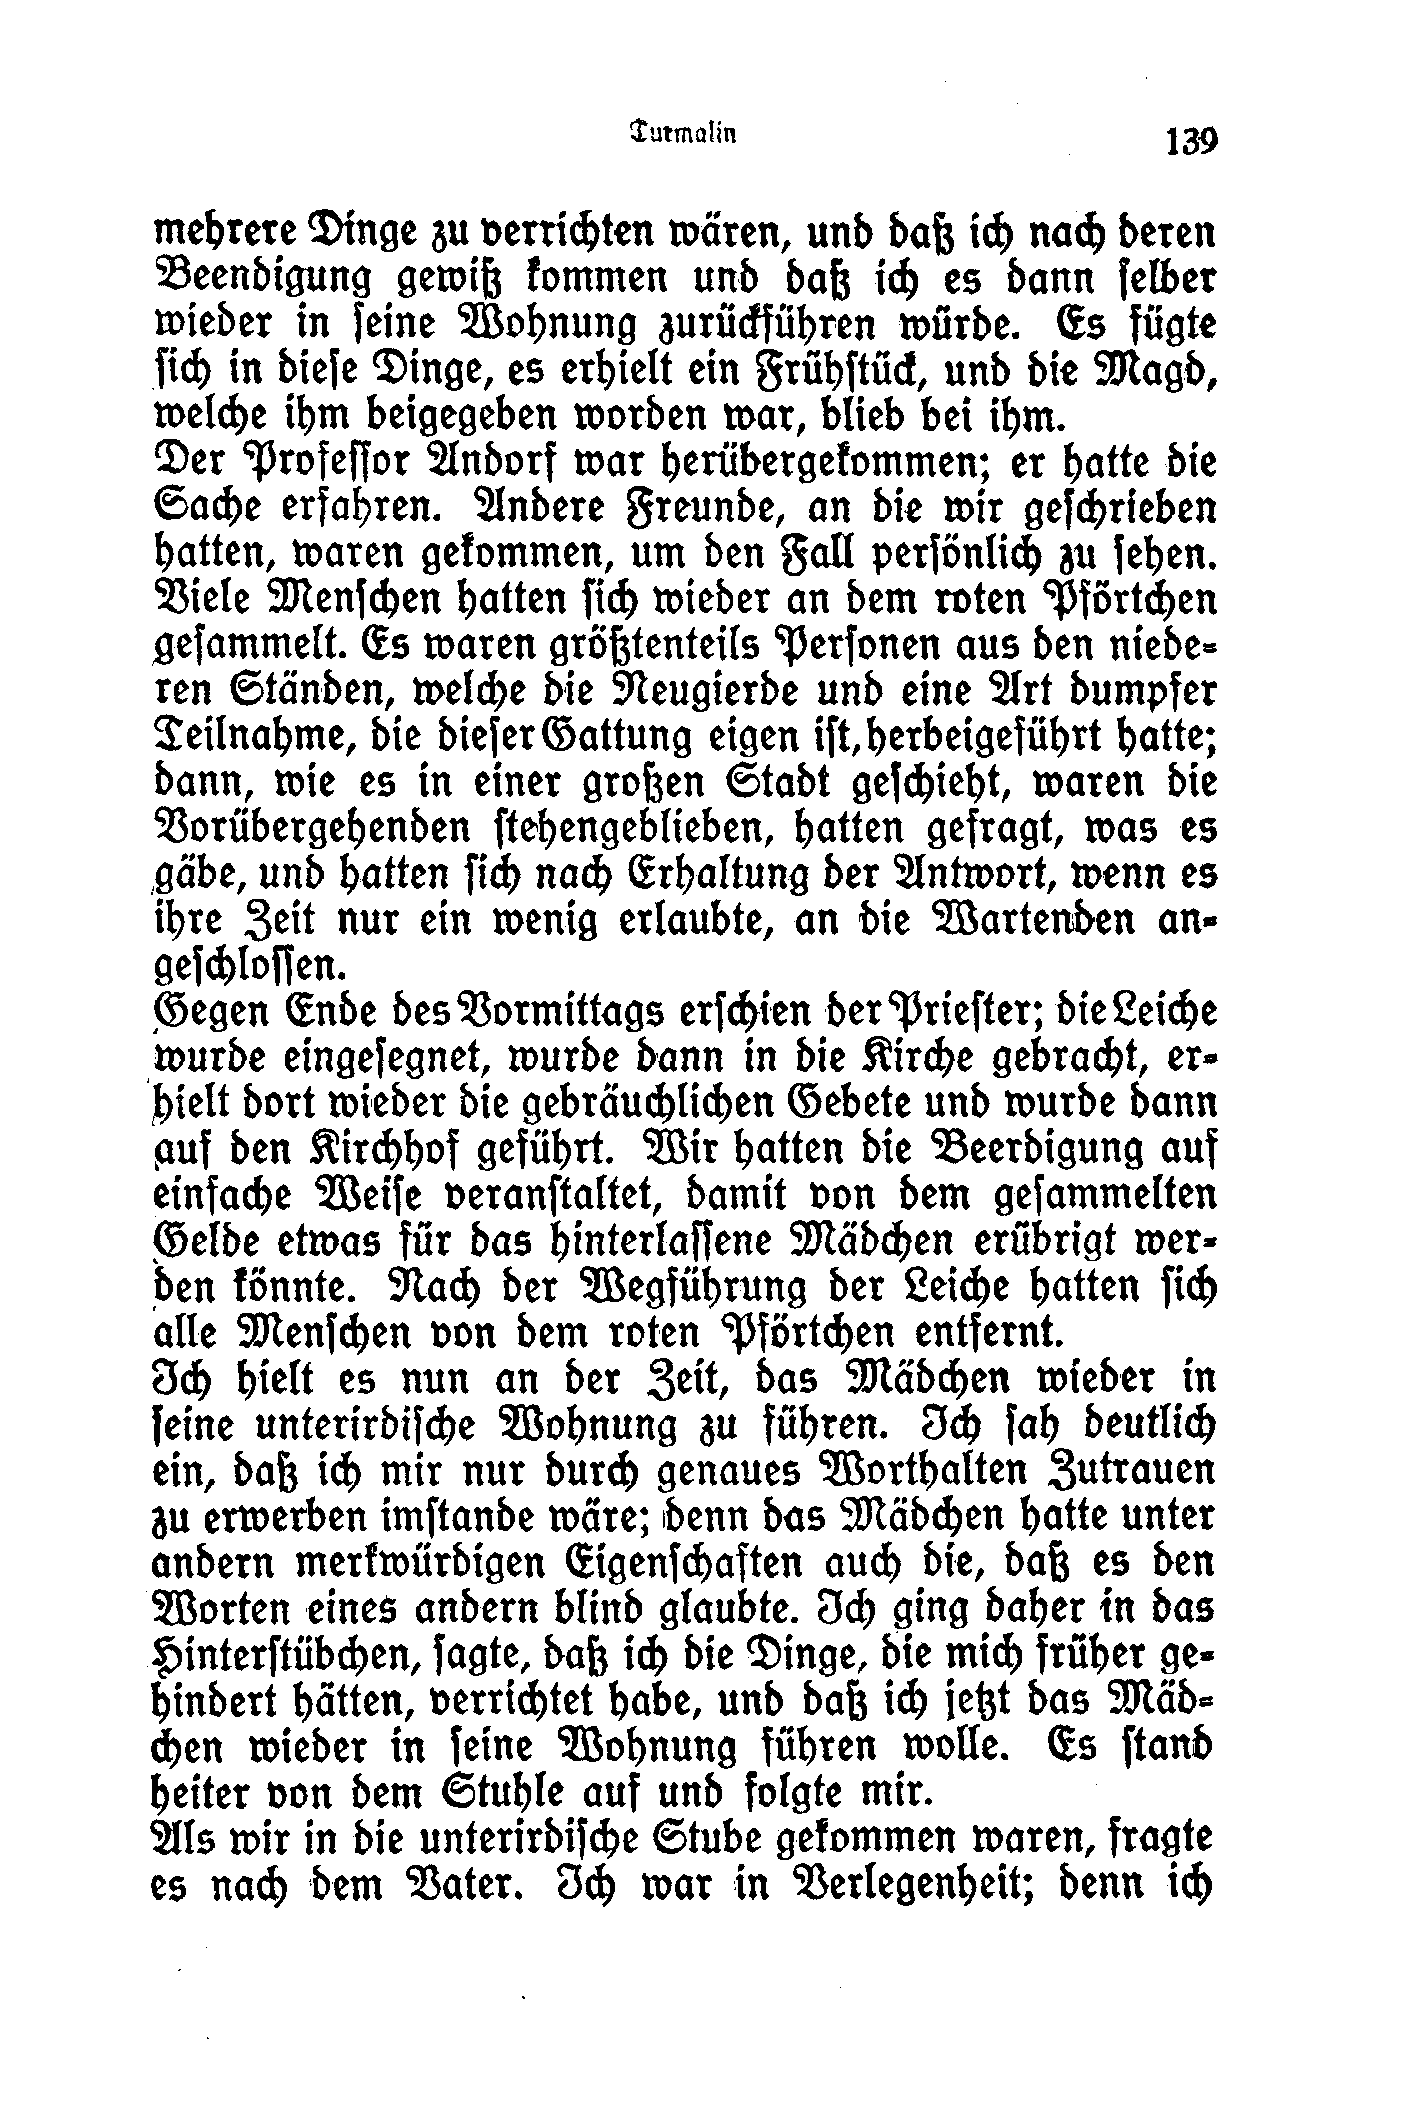 Turmalin
139
mehrere Dinge zu verrichten wären, und daß ich nach deren
Beendigung gewiß kommen und daß ich es dann selber
wieder in seine Wohnung zurückführen würde. Es fügte
sich in diese Dinge, es erhielt ein Frühstück, und die Magd,
welche ihm beigegeben worden war, blieb bei ihm.
Der Professor Andorf war herübergekommen; er hatte die
Sache erfahren. Andere Freunde, an die wir geschrieben
hatten, waren gekommen, um den Fall persönlich zu sehen.
Viele Menschen hatten sich wieder an dem roten Pförtchen
gesammelt. Es waren größtenteils Personen aus den niede-
ren Ständen, welche die Neugierde und eine Art dumpfer
Teilnahme, die dieser Gattung eigen ist, herbeigeführt hatte;
dann, wie es in einer großen Stadt geschieht, waren die
Vorübergehenden stehengeblieben, hatten gefragt, was es
gäbe, und hatten sich nach Erhaltung der Antwort, wenn es
ihre Zeit nur ein wenig erlaubte, an die Wartenden an-
geschlossen.
Gegen Ende des Vormittags erschien der Priester; die Leiche
wurde eingesegnet, wurde dann in die Kirche gebracht, er-
hielt dort wieder die gebräuchlichen Gebete und wurde dann
auf den Kirchhof geführt. Wir hatten die Beerdigung auf
einfache Weise veranstaltet, damit von dem gesammelten
Gelde etwas für das hinterlassene Mädchen erübrigt wer-
den könnte. Nach der Wegführung der Leiche hatten sich
alle Menschen von dem roten Pförtchen entfernt.
Ich hielt es nun an der Zeit, das Mädchen wieder in
seine unterirdische Wohnung zu führen. Ich sah deutlich
ein, daß ich mir nur durch genaues Worthalten Zutrauen
zu erwerben imstande wäre; denn das Mädchen hatte unter
andern merkwürdigen Eigenschaften auch die, daß es den
Worten eines andern blind glaubte. Ich ging daher in das
Hinterstübchen, sagte, daß ich die Dinge, die mich früher ge-
hindert hätten, verrichtet habe, und daß ich jetzt das Mäd-
chen wieder in seine Wohnung führen wolle. Es stand
heiter von dem Stuhle auf und folgte mir.
Als wir in die unterirdische Stube gekommen waren, fragte
es nach dem Vater. Ich war in Verlegenheit; denn ich